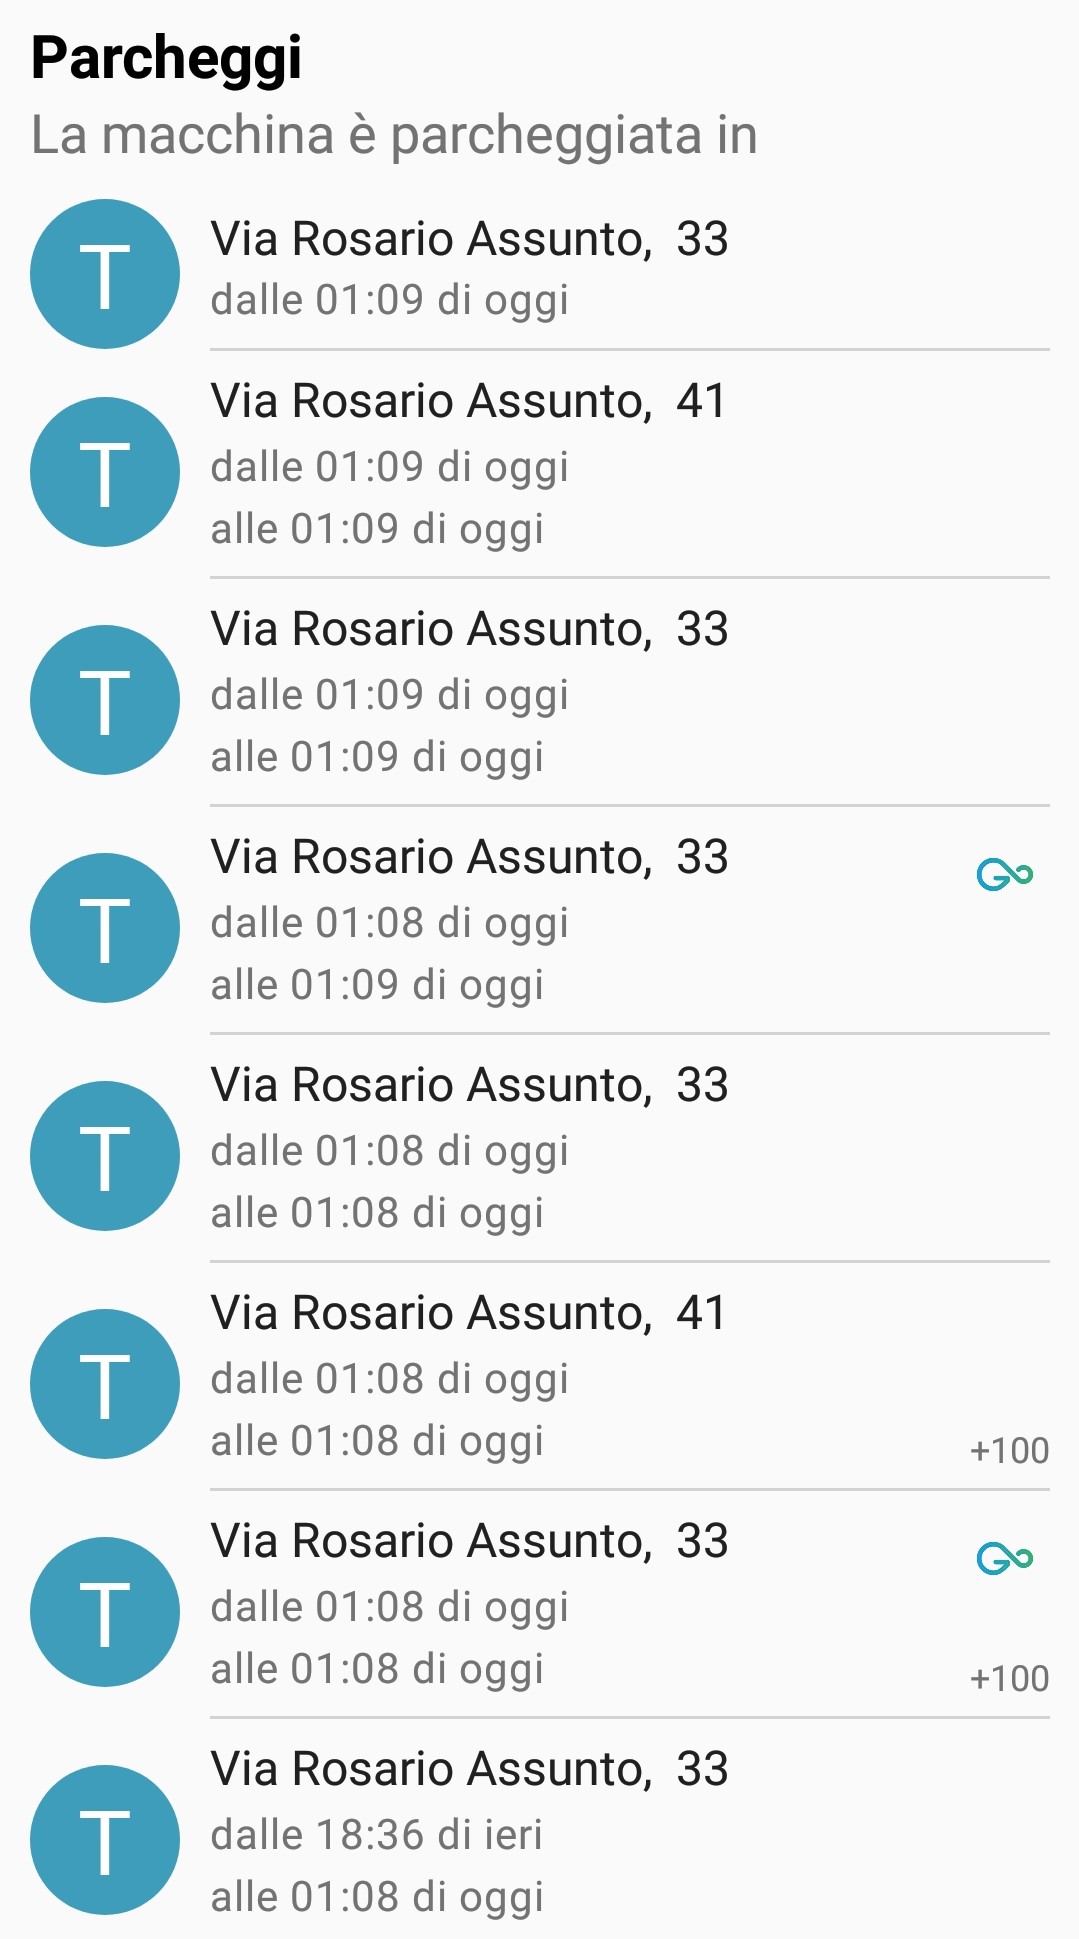 Parcheggi
La macchina è parcheggiata in
T
Via Rosario Assunto, 33
dalle 01:09 di oggi
T
Via Rosario Assunto, 41
dalle 01:09 di oggi
alle 01:09 di oggi
T
Via Rosario Assunto, 33
dalle 01:09 di oggi
alle 01:09 di oggi
T
Via Rosario Assunto, 33
dalle 01:08 di oggi
alle 01:09 di oggi
T
Via Rosario Assunto, 33
dalle 01:08 di oggi
alle 01:08 di oggi
T
Via Rosario Assunto, 41
dalle 01:08 di oggi
alle 01:08 di oggi
+100
T
Via Rosario Assunto, 33
dalle 01:08 di oggi
alle 01:08 di oggi
+100
T
Via Rosario Assunto, 33
dalle 18:36 di ieri
alle 01:08 di oggi